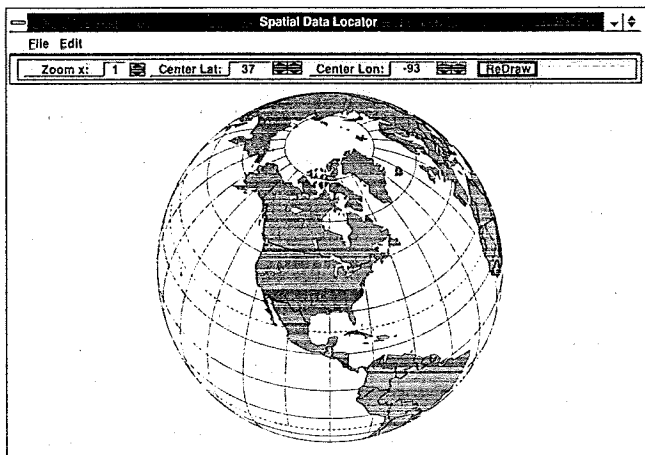 Spatial Data Locator
File Edit
Zoom x: 1 Center Lat: 37 Center Lon: -93 ReDraw